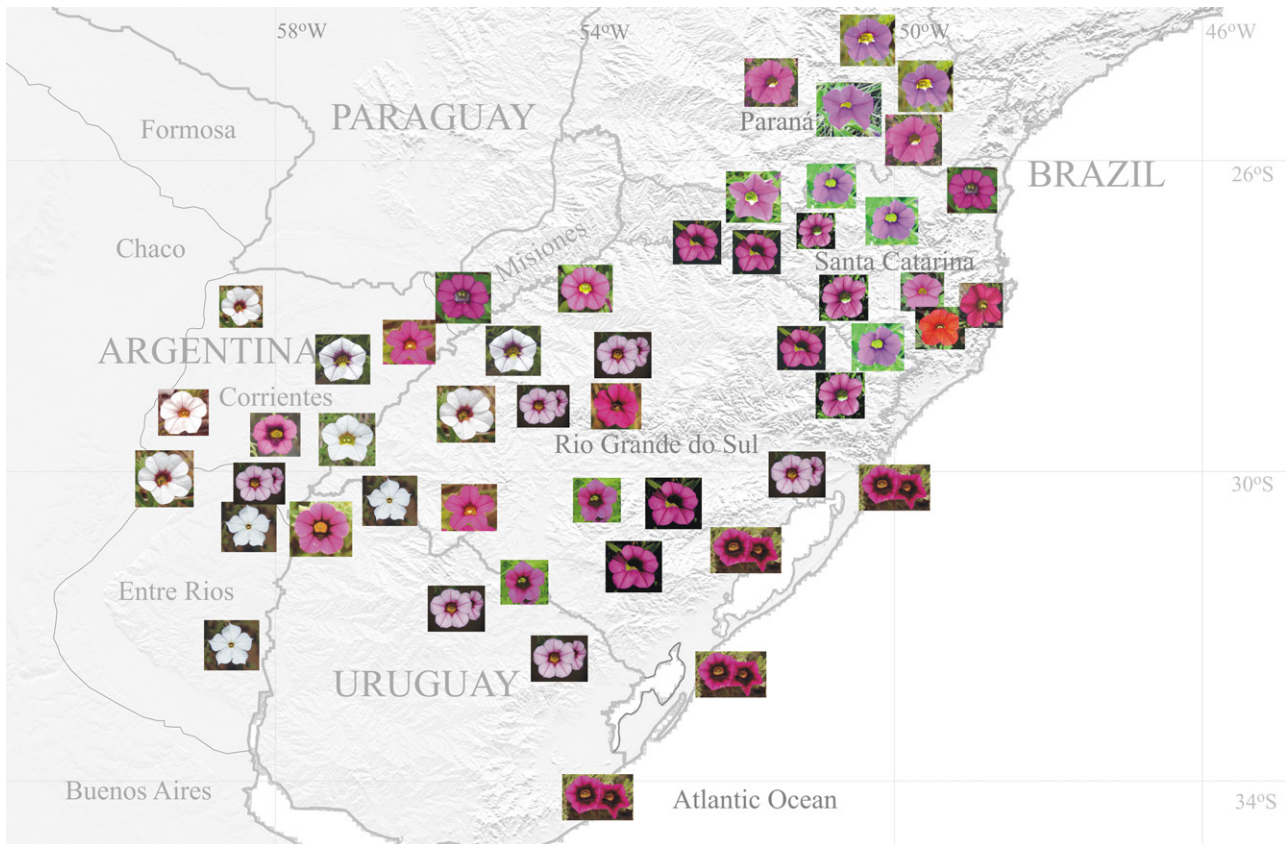 58ºW
54ºW
50ºW
46ºW
PARAGUAY
Formosa
Paraná
BRAZIL
26ºS
Chaco
Misiones
Santa Catarina
ARGENTINA
Corrientes
Rio Grande do Sul
30ºS
Entre Rios
URUGUAY
Buenos Aires
Atlantic Ocean
34ºS